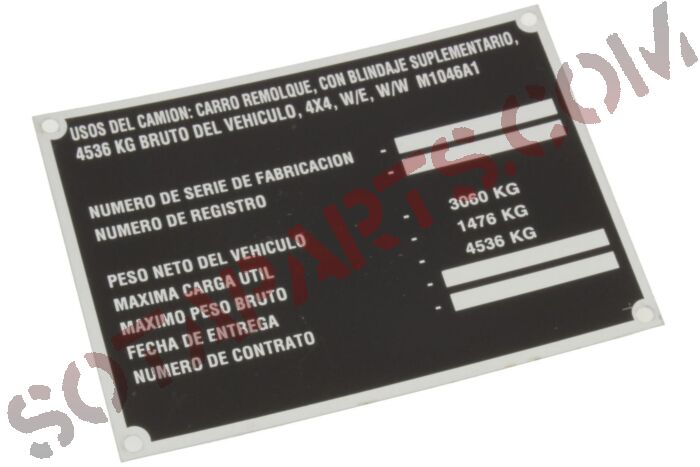 USOS DEL CAMION: CARRO REMOLQUE, CON BLINDAJE SUPLEMENTARIO,
4536 KG BRUTO DEL VEHICULO, 4X4, W/E, W/W M1046A1
NUMERO DE SERIE DE FABRICACION -
NUMERO DE REGISTRO -
PESO NETO DEL VEHICULO - 3060 KG
MAXIMA CARGA UTIL - 1476 KG
MAXIMO PESO BRUTO - 4536 KG
FECHA DE ENTREGA -
NUMERO DE CONTRATO -
SOTAPARTS.COM